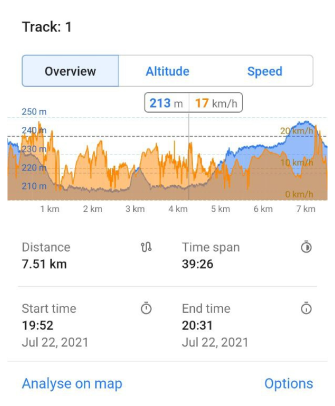 Track: 1
Overview Altitude Speed
213 m 17 km/h
250 m
240 m 20 km/h
230 m
220 m 10 km/h
210 m 0 km/h
1 km 2 km 3 km 4 km 5 km 6 km 7 km
Distance Time span
7.51 km 39:26
Start time End time
19:52 20:31
Jul 22, 2021 Jul 22, 2021
Analyse on map Options